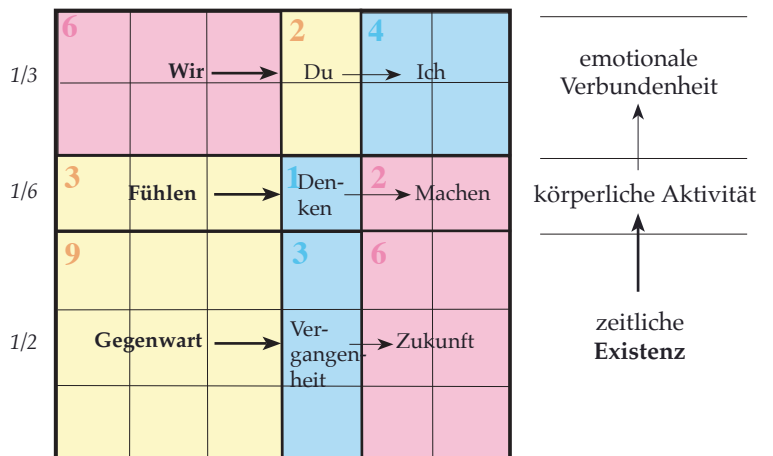 6 2 4
1/3 Wir Du Ich
emotionale
Verbundenheit
3 1 2
1/6 Fühlen Den-
ken Machen
körperliche Aktivität
9 3 6
1/2 Gegenwart Ver-
gangen-
heit Zukunft
zeitliche
Existenz